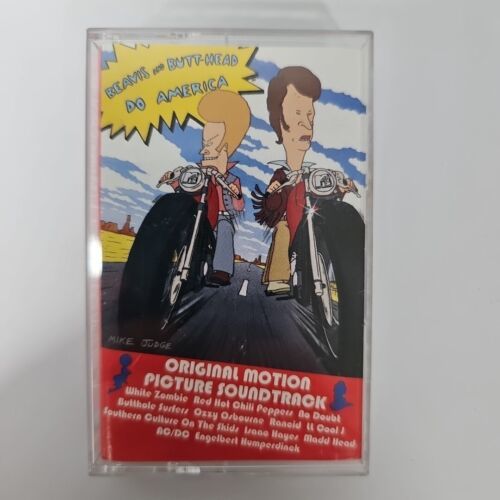 BEAVIS AND BUTT-HEAD
DO AMERICA
MIKE JUDGE
ORIGINAL MOTION
PICTURE SOUNDTRACK
White Zombie Red Hot Chili Peppers No Doubt
Butthole Surfers Ozzy Osbourne Rancid LL Cool J
Southern Culture On The Skids Isaac Hayes Madd Head
AC/DC Engelbert Humperdinck